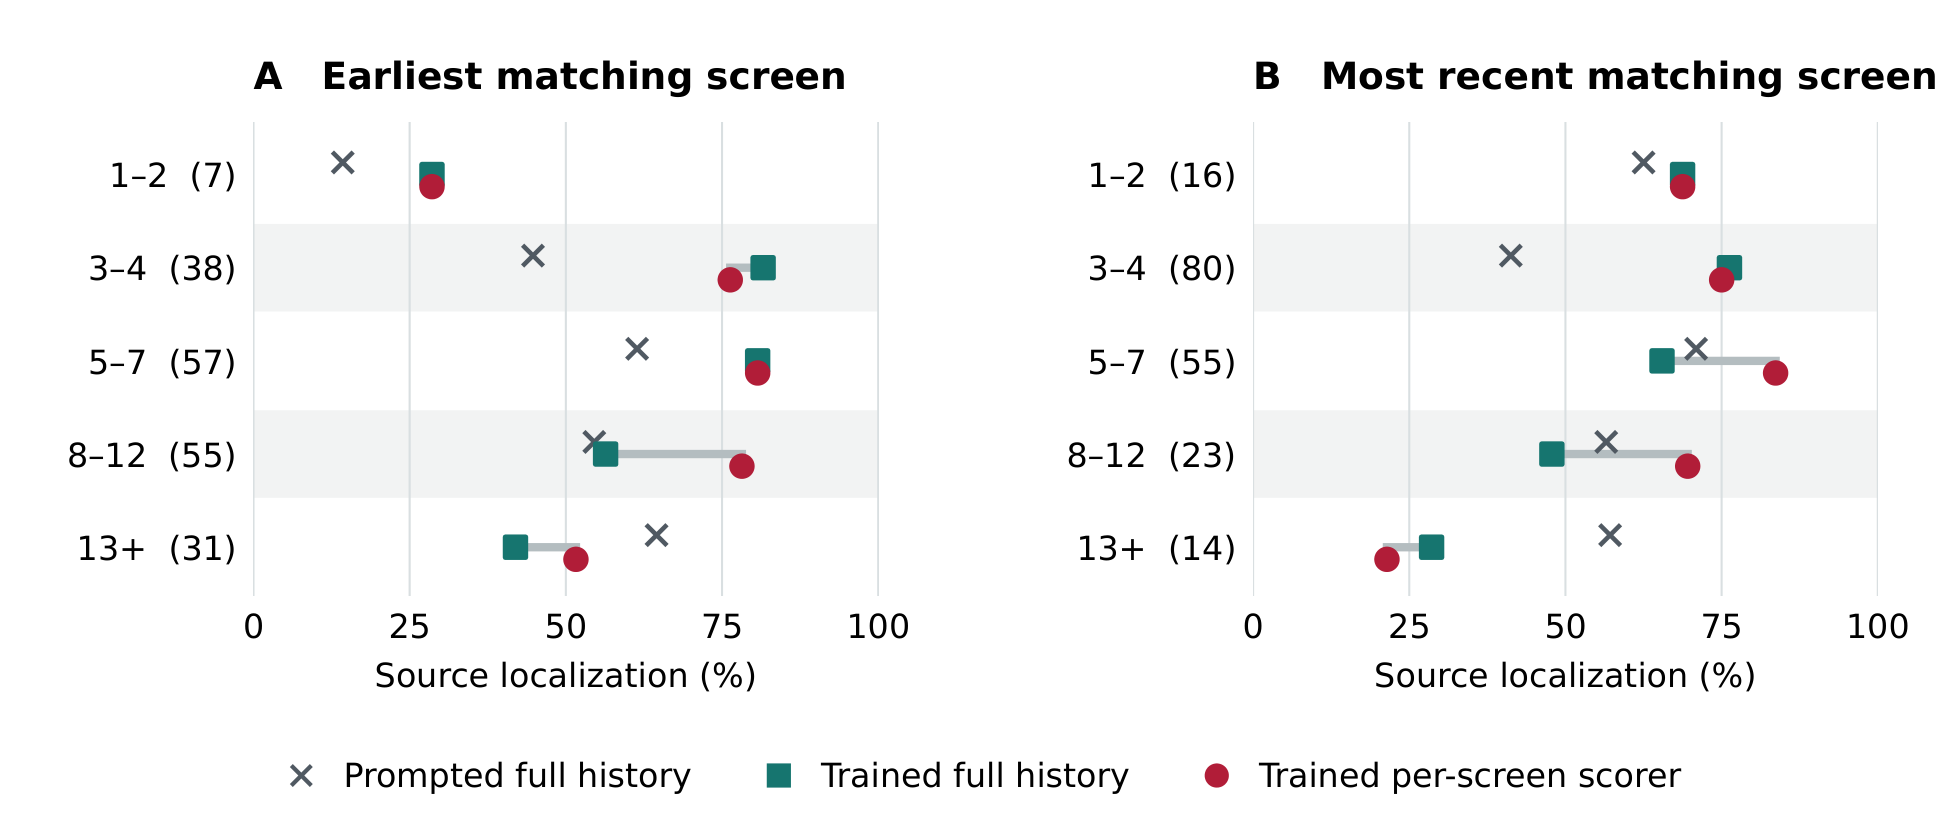 A Earliest matching screen
1–2 (7)
3–4 (38)
5–7 (57)
8–12 (55)
13+ (31)
0 25 50 75 100
Source localization (%)
B Most recent matching screen
1–2 (16)
3–4 (80)
5–7 (55)
8–12 (23)
13+ (14)
0 25 50 75 100
Source localization (%)
Prompted full history Trained full history Trained per-screen scorer